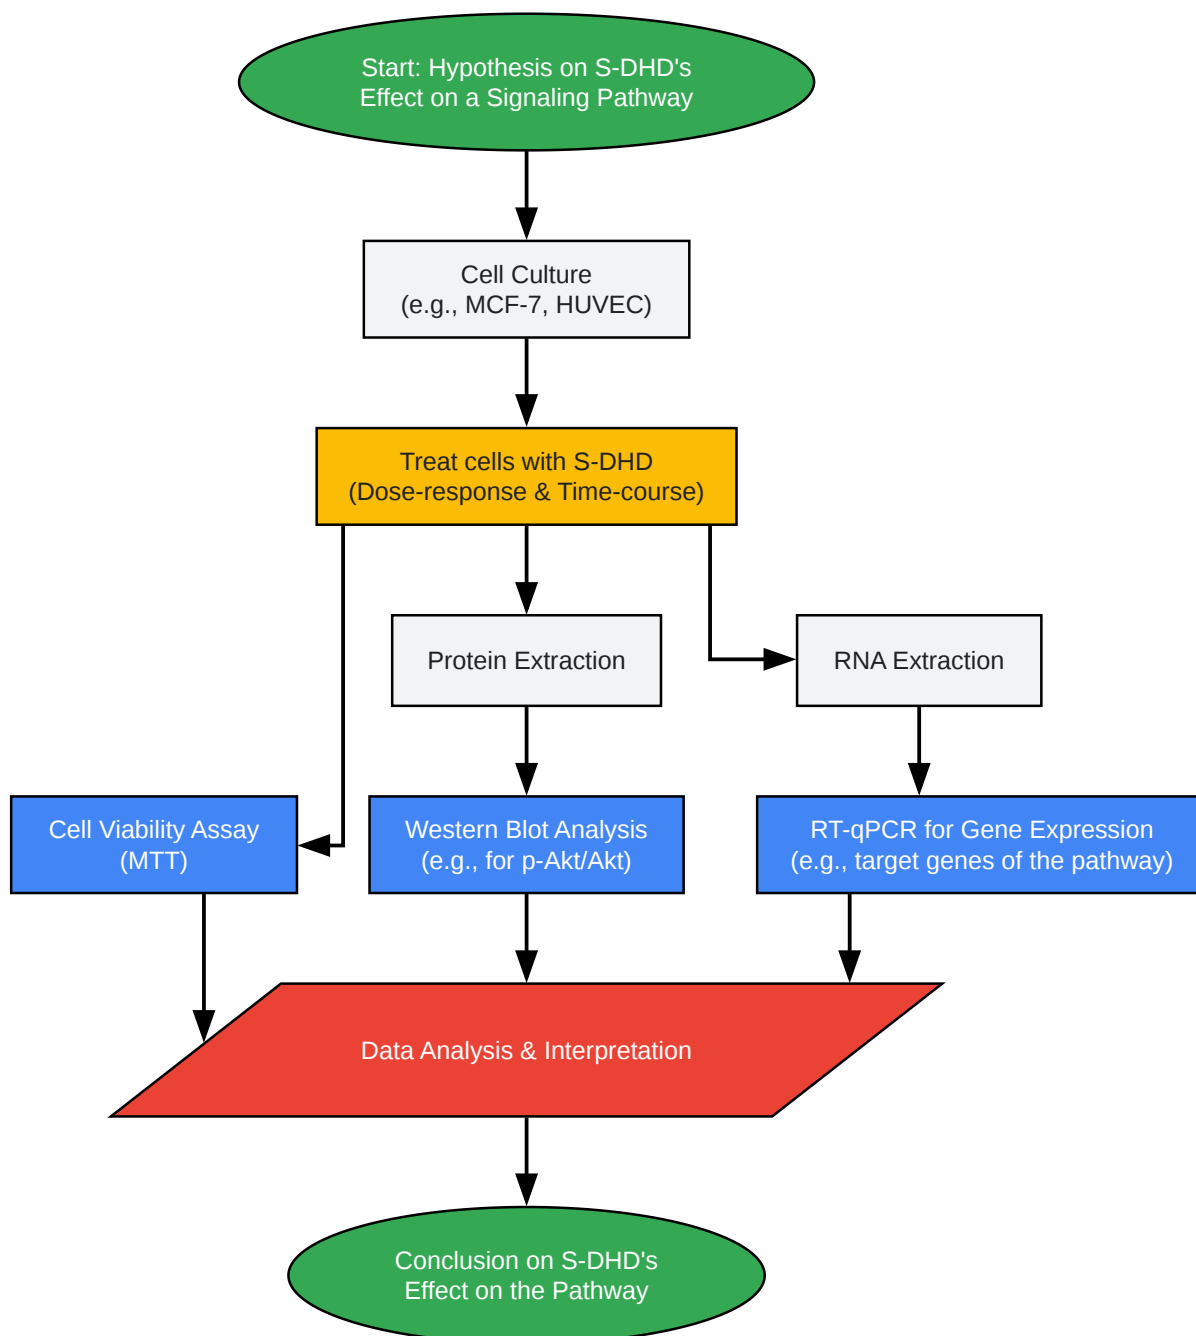 Start: Hypothesis on S-DHD's
Effect on a Signaling Pathway
Cell Culture
(e.g., MCF-7, HUVEC)
Treat cells with S-DHD
(Dose-response & Time-course)
Protein Extraction
RNA Extraction
Cell Viability Assay
(MTT)
Western Blot Analysis
(e.g., for p-Akt/Akt)
RT-qPCR for Gene Expression
(e.g., target genes of the pathway)
Data Analysis & Interpretation
Conclusion on S-DHD's
Effect on the Pathway